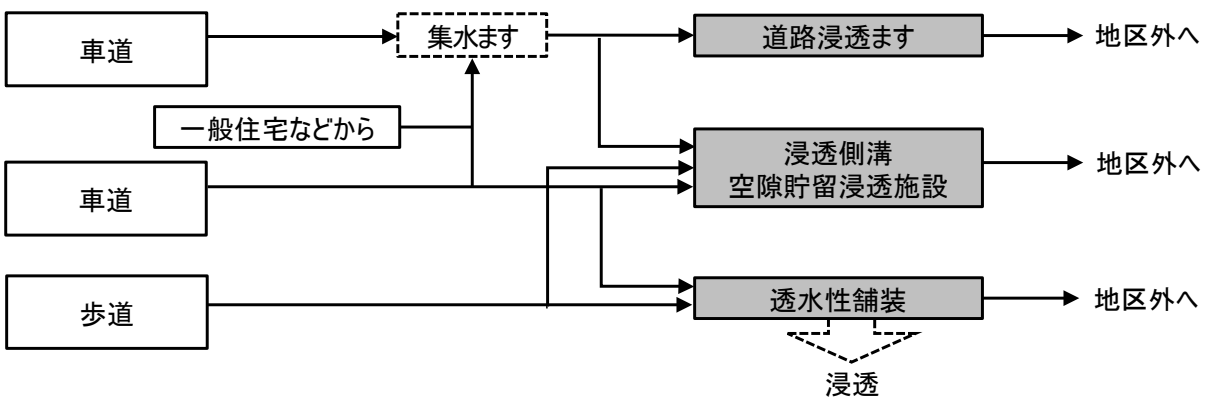 車道
集水ます
道路浸透ます
地区外へ
一般住宅などから
車道
浸透側溝
空隙貯留浸透施設
地区外へ
歩道
透水性舗装
地区外へ
浸透